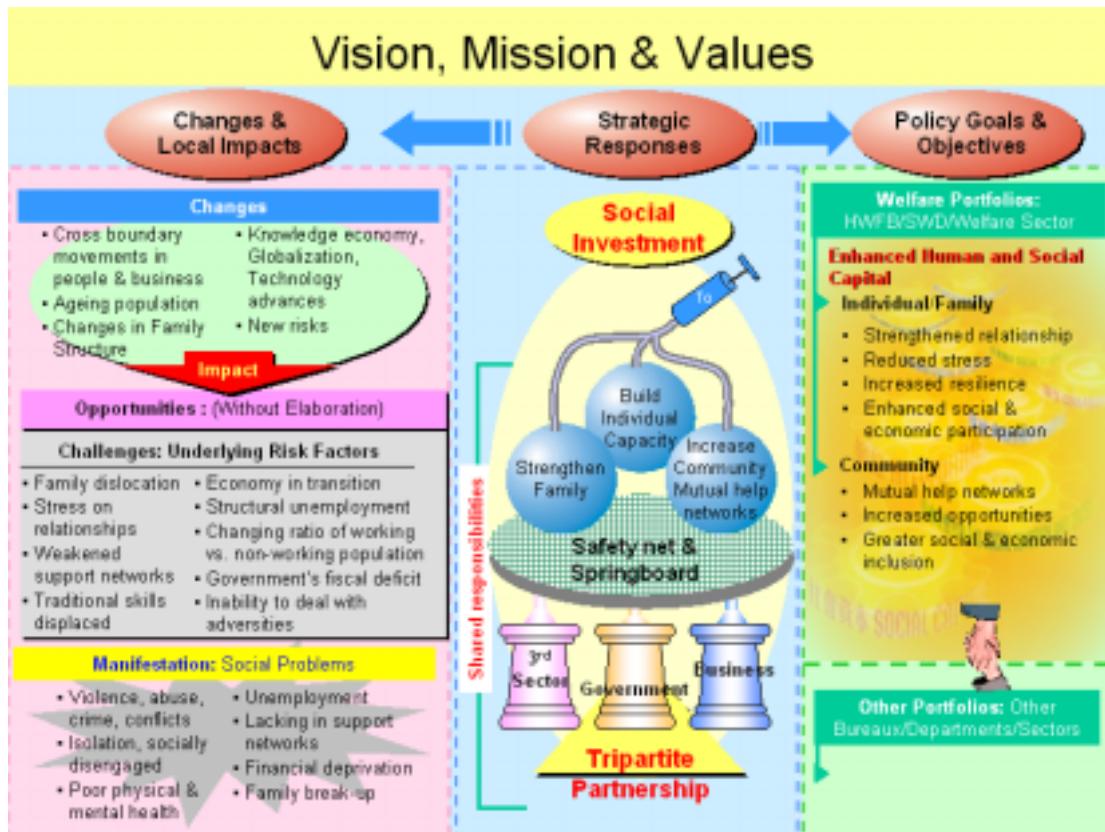 Vision, Mission & Values
Changes &
Local Impacts
Strategic
Responses
Policy Goals &
Objectives
Changes
• Cross boundary
movements in
people & business
• Ageing population
• Changes in Family
Structure
• Knowledge economy,
Globalization,
Technology
advances
• New risks
Impact
Opportunities : (Without Elaboration)
Challenges: Underlying Risk Factors
• Family dislocation
• Stress on
relationships
• Weakened
support networks
• Traditional skills
displaced
• Economy in transition
• Structural unemployment
• Changing ratio of working
vs. non-working population
• Government's fiscal deficit
• Inability to deal with
adversities
Manifestation: Social Problems
• Violence, abuse,
crime, conflicts
• Isolation, socially
disengaged
• Poor physical &
mental health
• Unemployment
• Lacking in support
networks
• Financial deprivation
• Family break-up
Social
Investment
To
Build
Individual
Capacity
Strengthen
Family
Increase
Community
Mutual help
networks
Safety net &
Springboard
Shared responsibilities
3rd
Sector
Government
Business
Tripartite
Partnership
Welfare Portfolios:
HWFB/SWD/Welfare Sector
Enhanced Human and Social
Capital
Individual/Family
• Strengthened relationship
• Reduced stress
• Increased resilience
• Enhanced social &
economic participation
Community
• Mutual help networks
• Increased opportunities
• Greater social & economic
inclusion
& SOCIAL
Other Portfolios: Other
Bureaux/Departments/Sectors